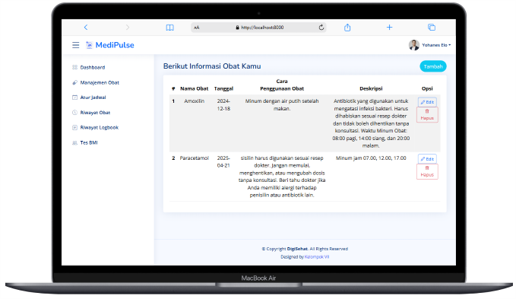 AA http://localhost:8000
MediPulse
Yohanes Eis
Dashboard
Manajemen Obat
Atur Jadwal
Riwayat Obat
Riwayat Logbook
Tes BMI
Berikut Informasi Obat Kamu
Tambah
# Nama Obat Tanggal Cara Penggunaan Obat Deskripsi Opsi
1 Amoxilin 2024-12-18
Minum dengan air putih setelah
makan.
Antibiotik yang digunakan untuk
mengatasi infeksi bakteri. Harus
dihabiskan sesuai resep dokter
dan tidak boleh dihentikan tanpa
konsultasi. Waktu Minum Obat:
08:00 pagi, 14:00 siang, dan 20:00
malam.
Edit
Hapus
2 Paracetamol 2025-04-21
sisilin harus digunakan sesuai resep
dokter. Jangan memulai,
menghentikan, atau mengubah dosis
tanpa konsultasi. Beri tahu dokter jika
Anda memiliki alergi terhadap
penisilin atau antibiotik lain.
Minum jam 07.00, 12.00, 17.00
Edit
Hapus
© Copyright DigiSehat. All Rights Reserved
Designed by Kelompok VI
MacBook Air